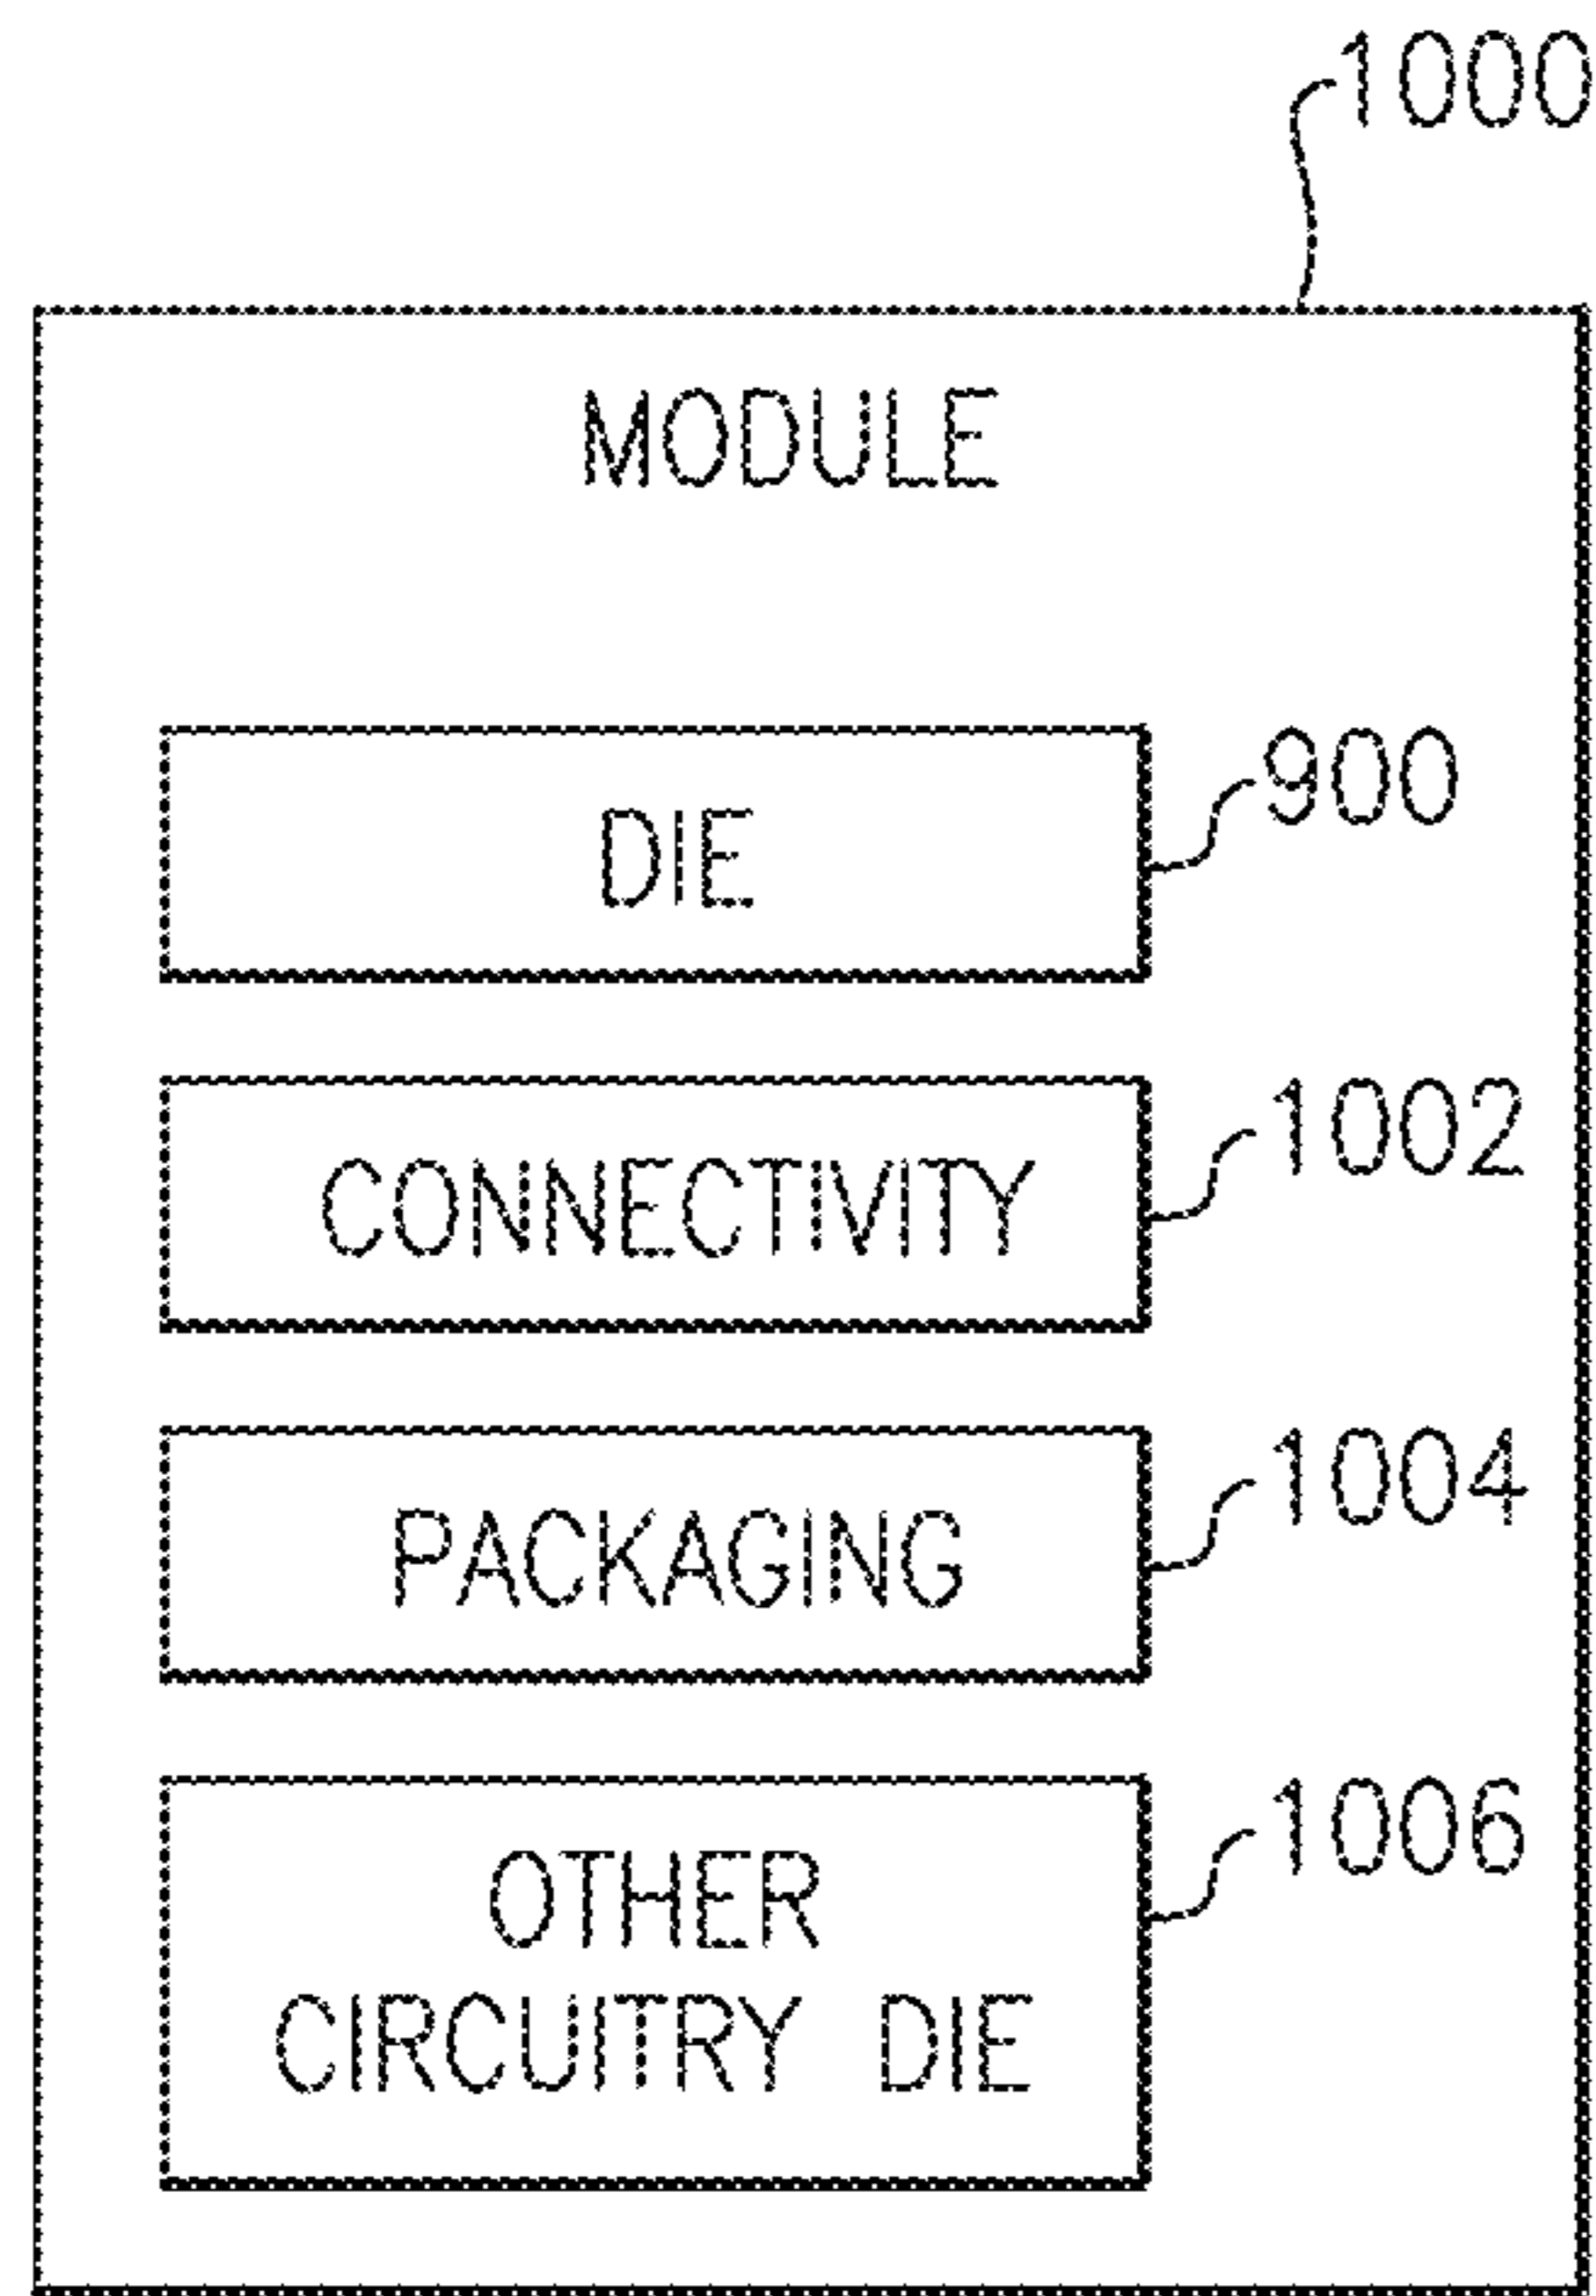 1000
MODULE
900
DIE
1002
CONNECTIVITY
1004
PACKAGING
1006
OTHER
CIRCUITRY DIE